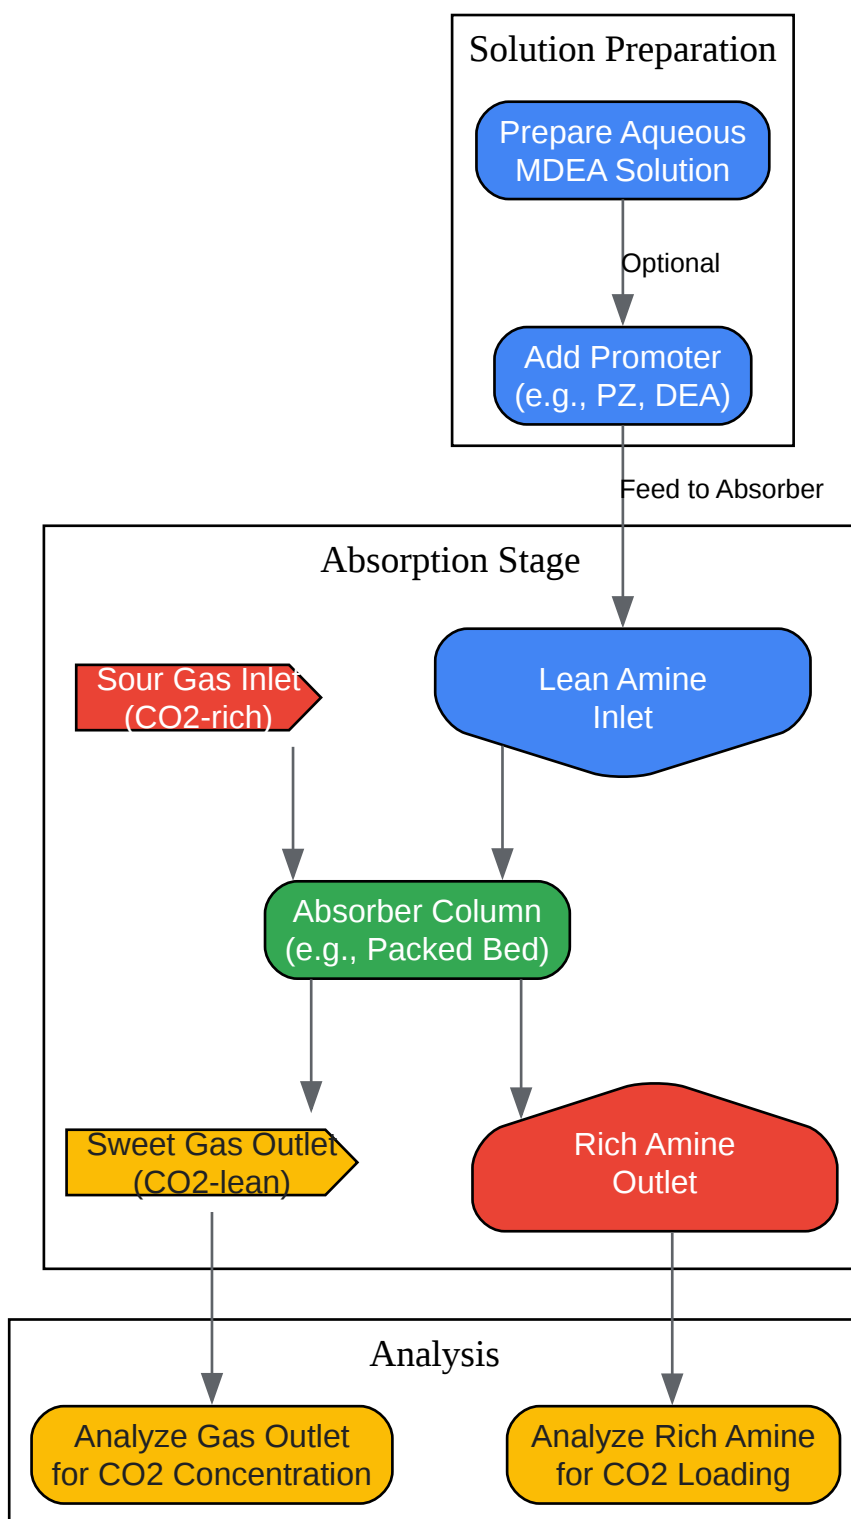 Solution Preparation
Prepare Aqueous
MDEA Solution
Optional
Add Promoter
(e.g., PZ, DEA)
Feed to Absorber
Absorption Stage
Sour Gas Inlet
(CO2-rich)
Lean Amine
Inlet
Absorber Column
(e.g., Packed Bed)
Sweet Gas Outlet
(CO2-lean)
Rich Amine
Outlet
Analysis
Analyze Gas Outlet
for CO2 Concentration
Analyze Rich Amine
for CO2 Loading